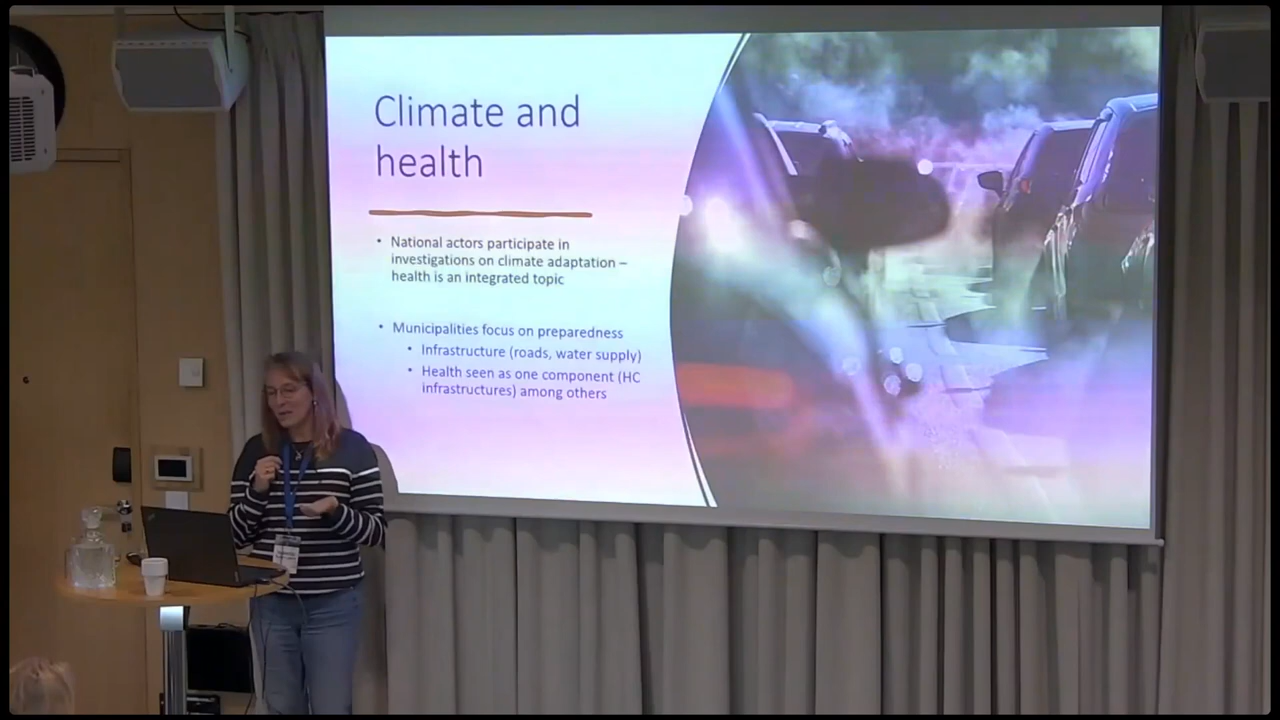 Climate and
health
• National actors participate in
investigations on climate adaptation –
health is an integrated topic
• Municipalities focus on preparedness
• Infrastructure (roads, water supply)
• Health seen as one component (HC
infrastructures) among others